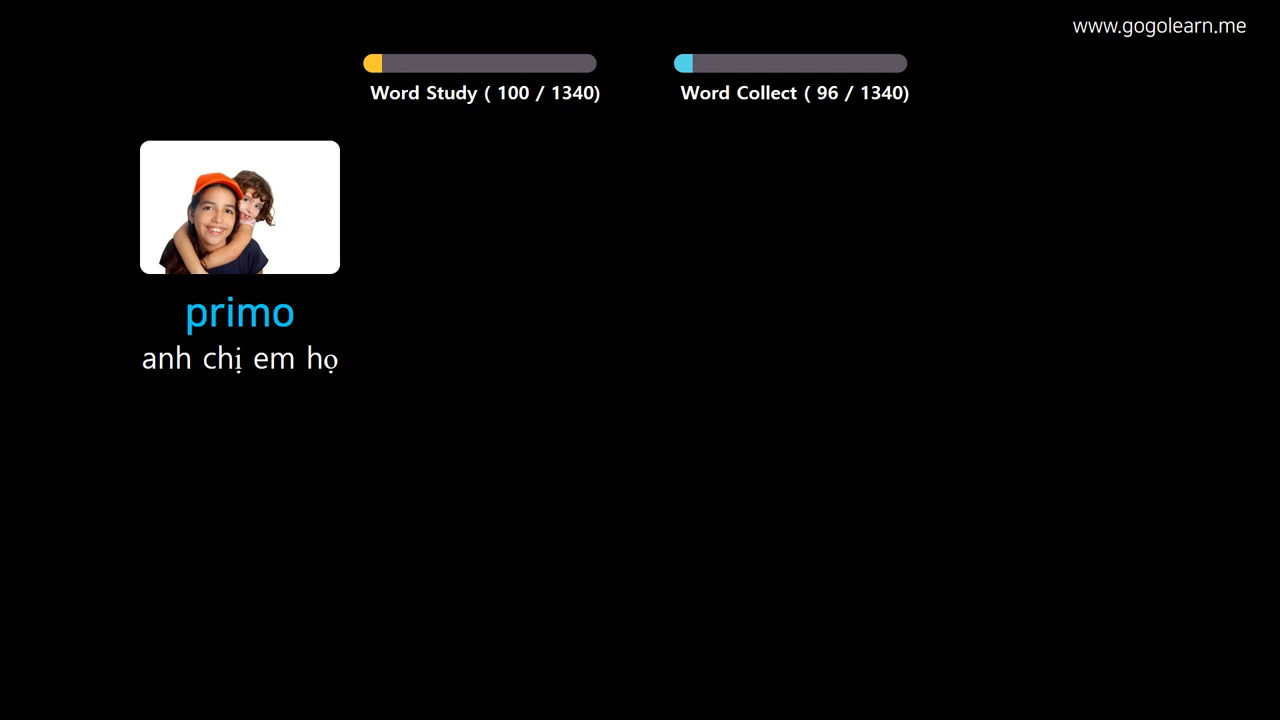 www.gogolearn.me
Word Study ( 100 / 1340)
Word Collect ( 96 / 1340)
primo
anh chị em họ